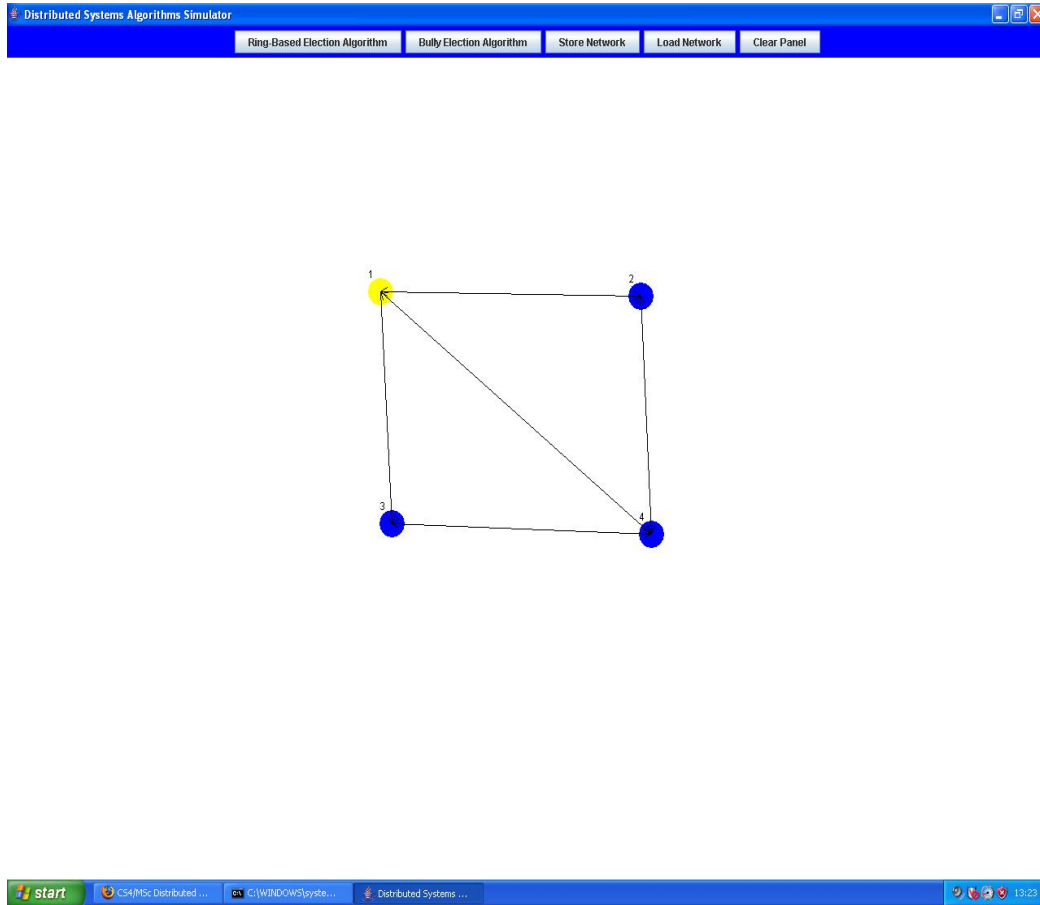 Distributed Systems Algorithms Simulator
Ring-Based Election Algorithm Bully Election Algorithm Store Network Load Network Clear Panel
1
2
3
4
start CS4/MSc Distributed ... C:\WINDOWS\syste... Distributed Systems ... 13:23